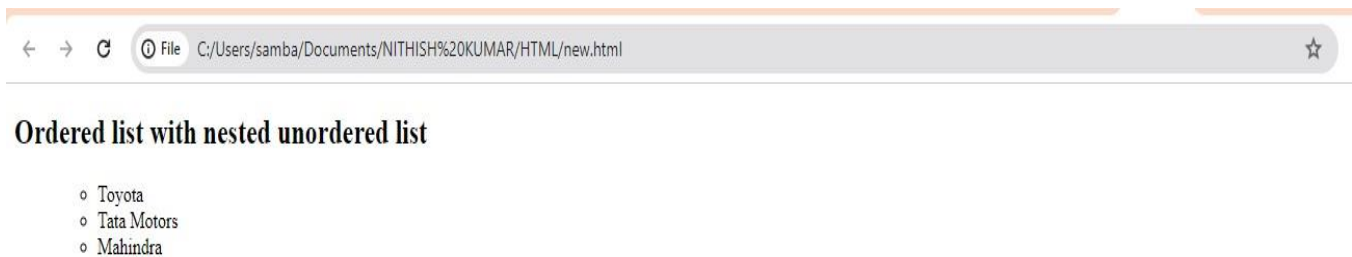 File C:/Users/samba/Documents/NITHISH%20KUMAR/HTML/new.html
Ordered list with nested unordered list
Toyota
Tata Motors
Mahindra